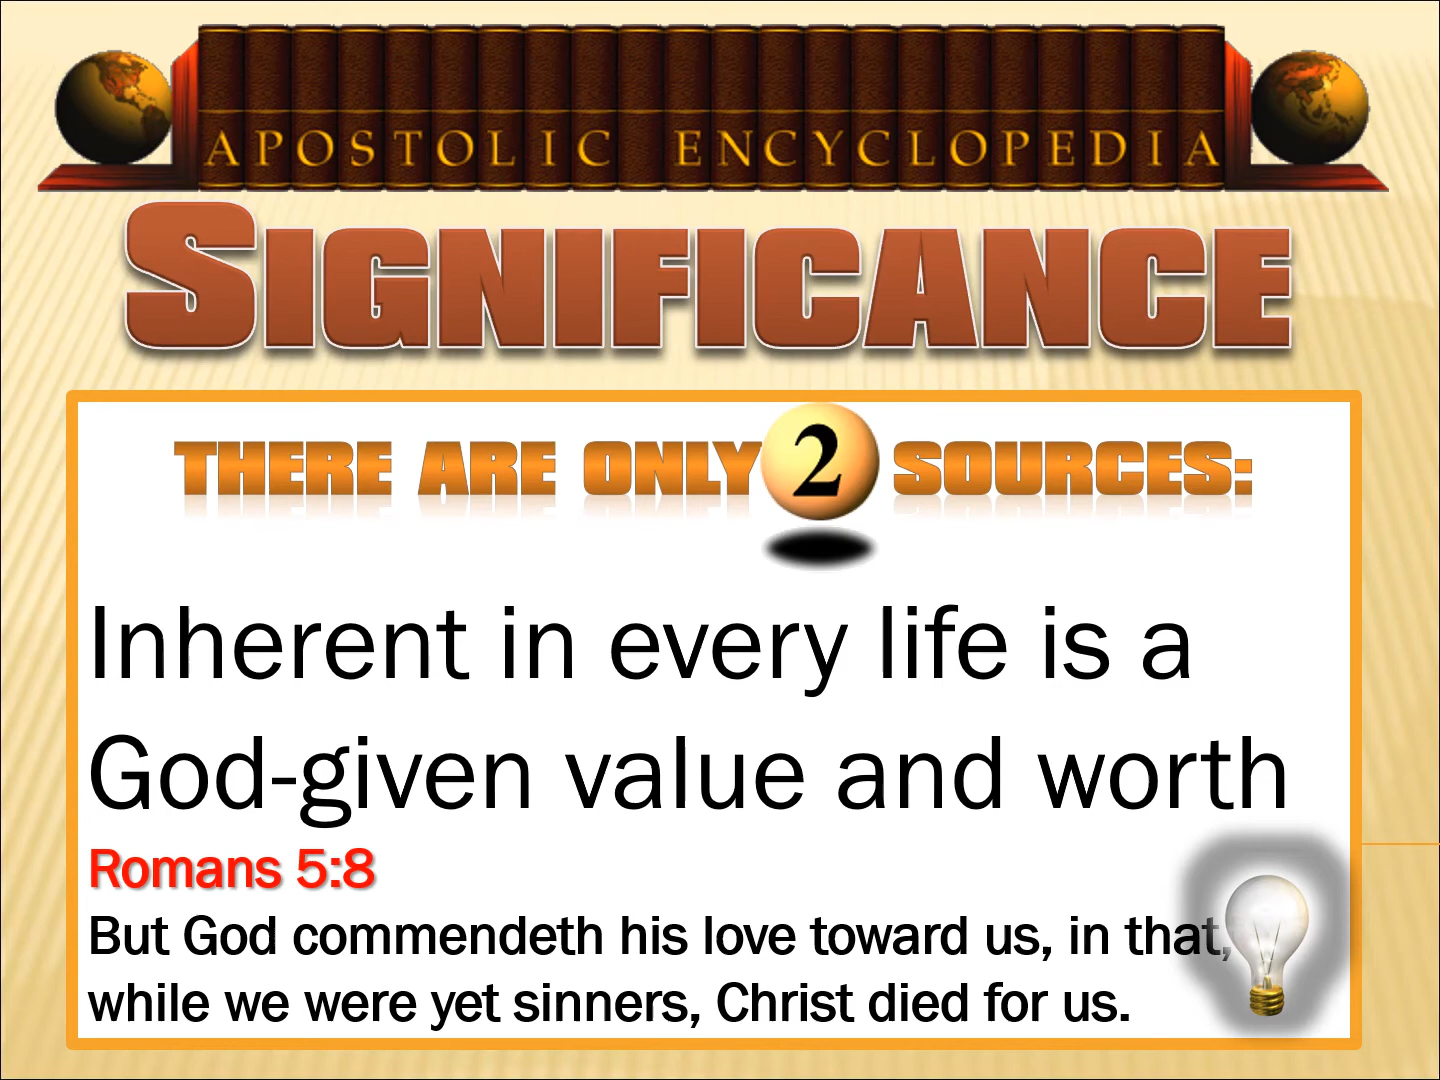 APOSTOLIC ENCYCLOPEDIA
SIGNIFICANCE
THERE ARE ONLY 2 SOURCES:
Inherent in every life is a
God-given value and worth
Romans 5:8
But God commendeth his love toward us, in that,
while we were yet sinners, Christ died for us.